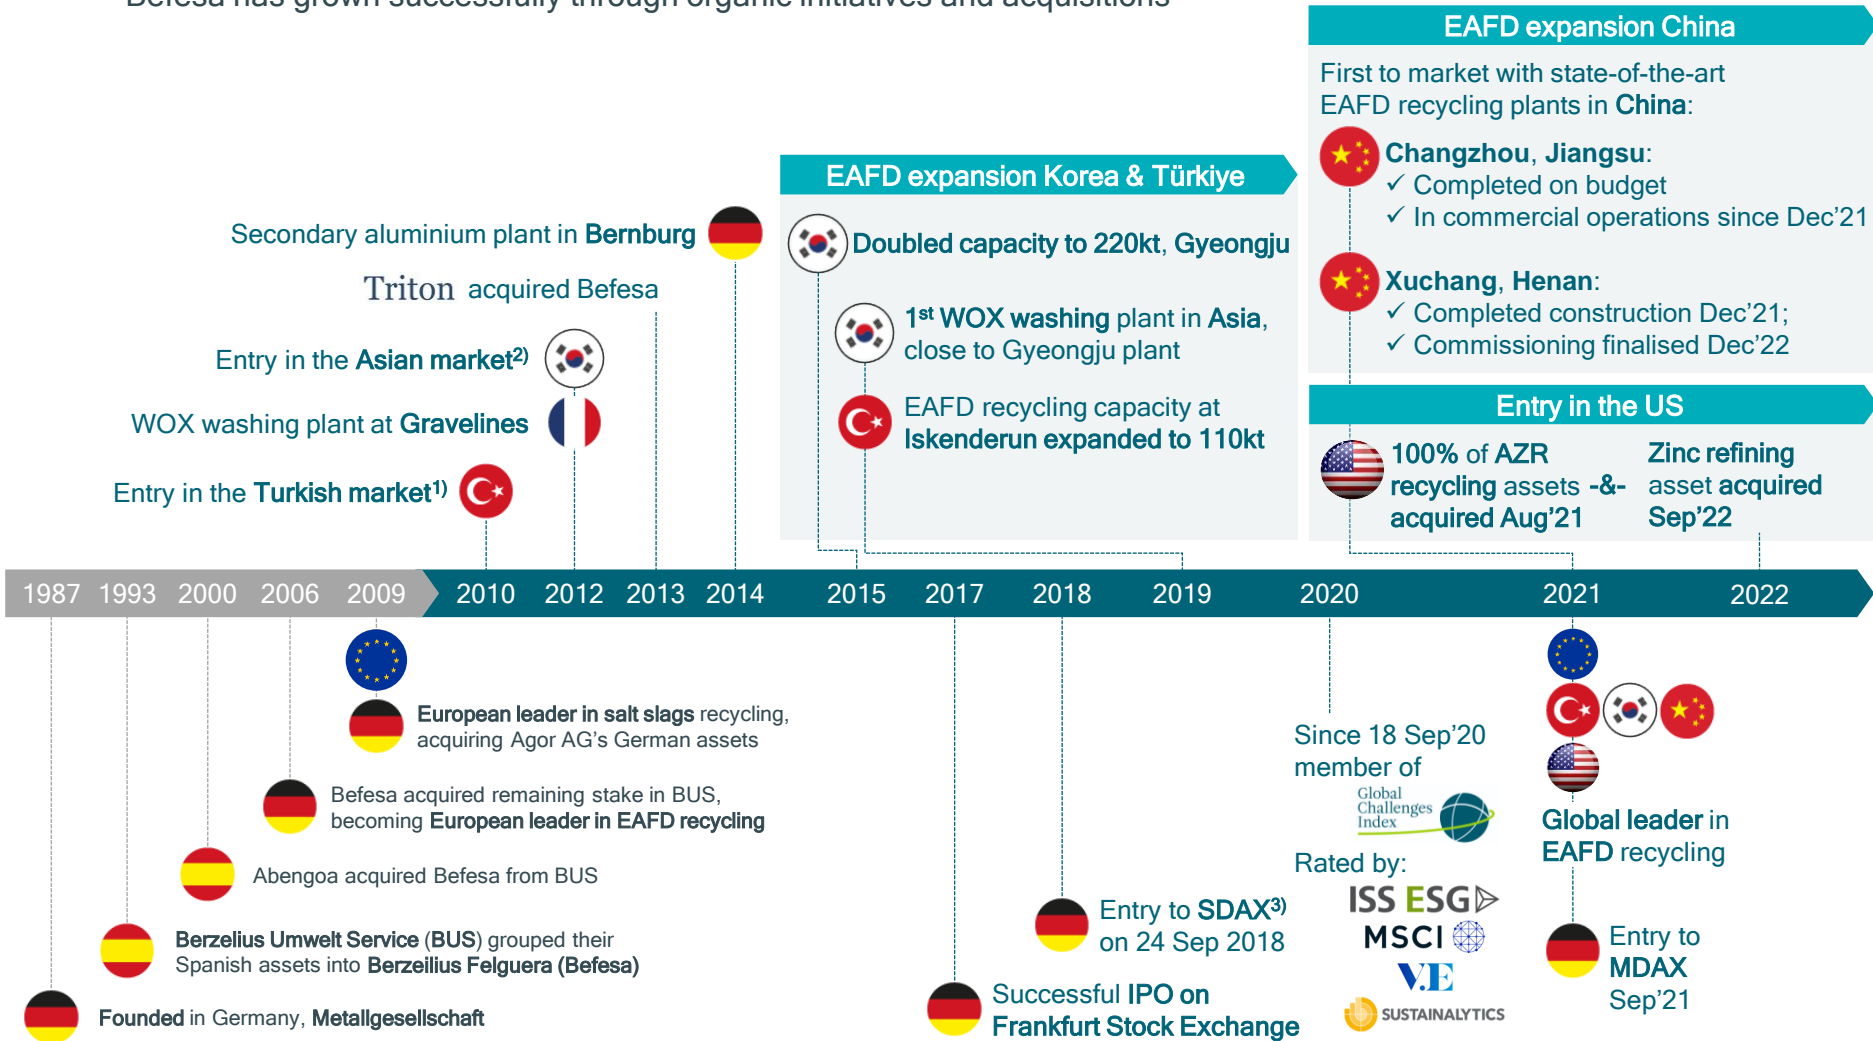 Befesa has grown successfully through organic initiatives and acquisitions
EAFD expansion China
First to market with state-of-the-art
EAFD recycling plants in China:
Changzhou, Jiangsu:
✓ Completed on budget
✓ In commercial operations since Dec'21
Xuchang, Henan:
✓ Completed construction Dec'21;
✓ Commissioning finalised Dec'22
EAFD expansion Korea & Türkiye
Doubled capacity to 220kt, Gyeongju
1st WOX washing plant in Asia,
close to Gyeongju plant
EAFD recycling capacity at
Iskenderun expanded to 110kt
Entry in the US
100% of AZR
recycling assets
acquired Aug'21
-&-
Zinc refining
asset acquired
Sep'22
Secondary aluminium plant in Bernburg
Triton acquired Befesa
Entry in the Asian market2)
WOX washing plant at Gravelines
Entry in the Turkish market1)
1987 1993 2000 2006 2009 2010 2012 2013 2014 2015 2017 2018 2019 2020 2021 2022
European leader in salt slags recycling,
acquiring Agor AG's German assets
Befesa acquired remaining stake in BUS,
becoming European leader in EAFD recycling
Abengoa acquired Befesa from BUS
Berzelius Umwelt Service (BUS) grouped their
Spanish assets into Berzeilius Felguera (Befesa)
Founded in Germany, Metallgesellschaft
Successful IPO on
Frankfurt Stock Exchange
Entry to SDAX3)
on 24 Sep 2018
Since 18 Sep'20
member of
Global
Challenges
Index
Rated by:
ISS ESG
MSCI
V.E
SUSTAINALYTICS
Global leader in
EAFD recycling
Entry to
MDAX
Sep'21